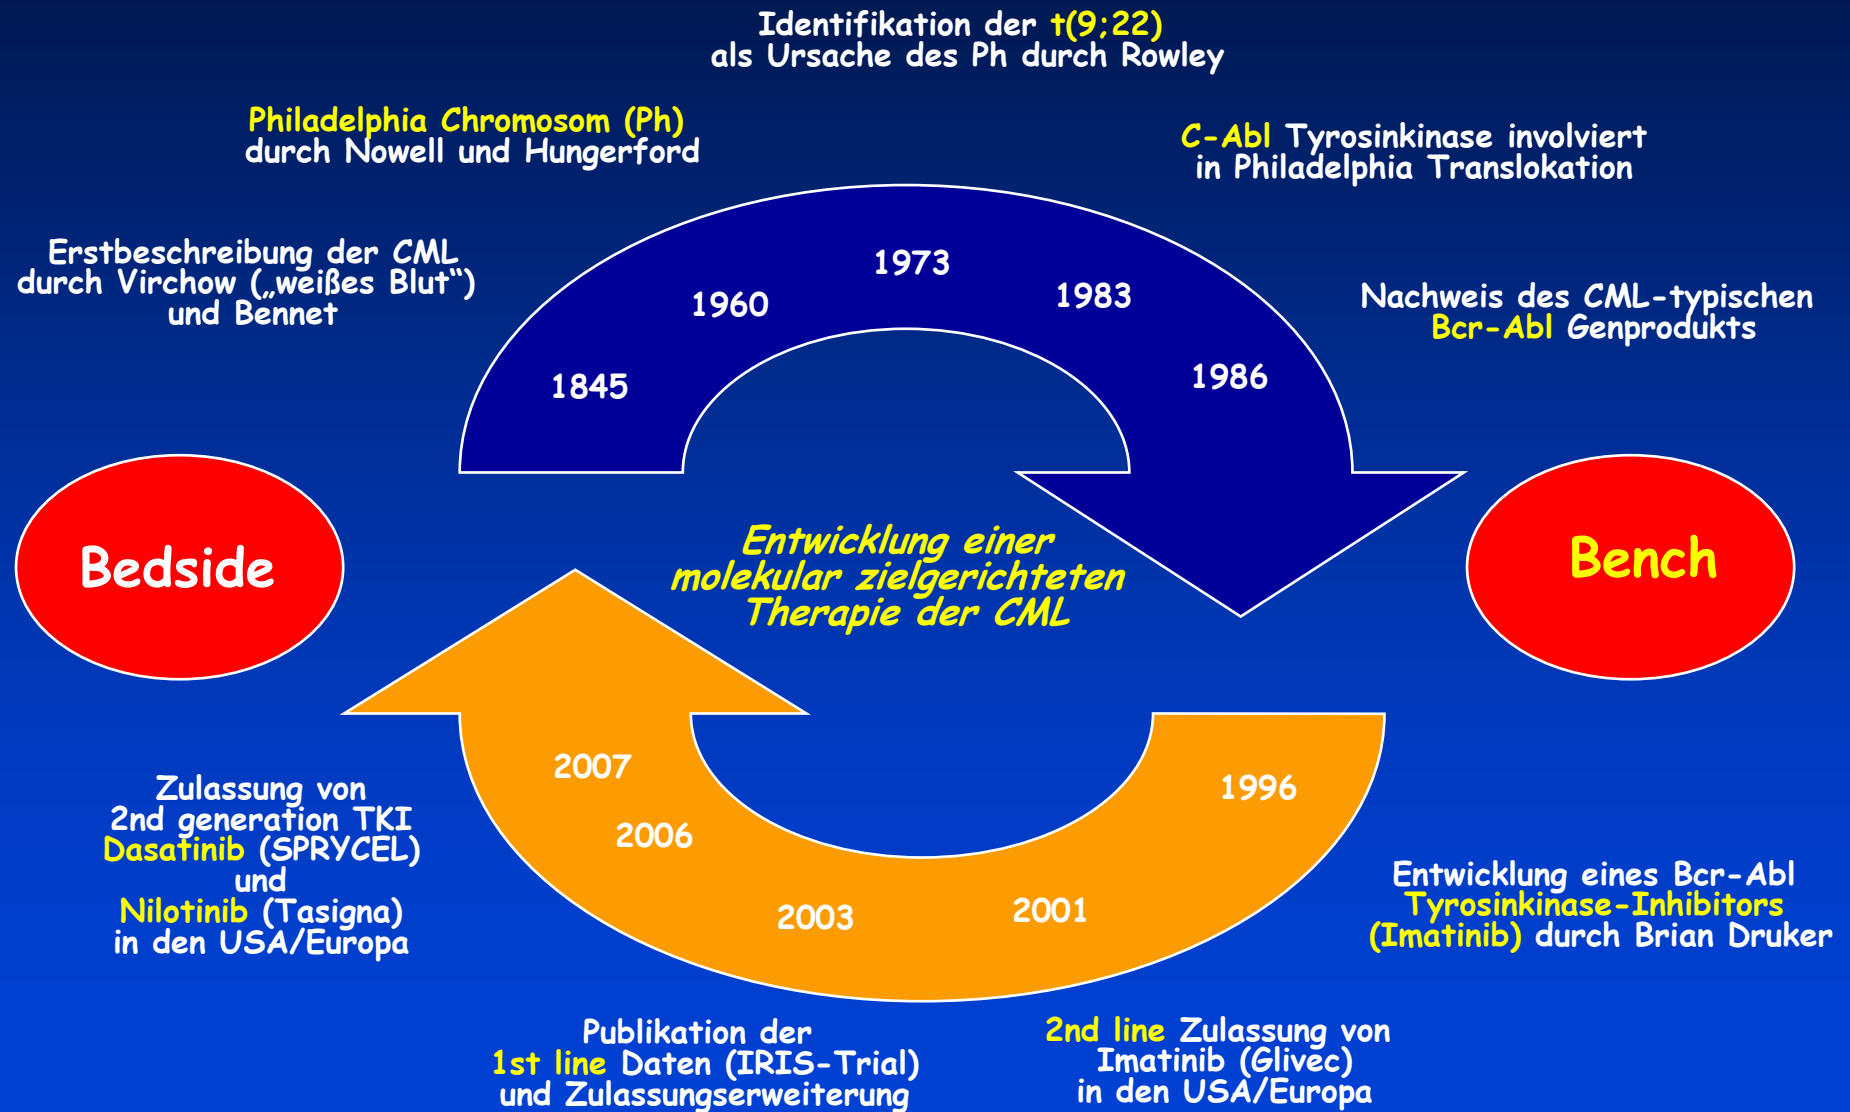 Identifikation der t(9;22)
als Ursache des Ph durch Rowley
Philadelphia Chromosom (Ph)
durch Nowell und Hungerford
C-Abl Tyrosinkinase involviert
in Philadelphia Translokation
Erstbeschreibung der CML
durch Virchow („weißes Blut“)
und Bennet
1845
1960
1973
1983
1986
Nachweis des CML-typischen
Bcr-Abl Genprodukts
Bedside
Entwicklung einer
molekular zielgerichteten
Therapie der CML
Bench
2007
2006
2003
2001
1996
Zulassung von
2nd generation TKI
Dasatinib (SPRYCEL)
und
Nilotinib (Tasigna)
in den USA/Europa
Entwicklung eines Bcr-Abl
Tyrosinkinase-Inhibitors
(Imatinib) durch Brian Druker
Publikation der
1st line Daten (IRIS-Trial)
und Zulassungserweiterung
2nd line Zulassung von
Imatinib (Glivec)
in den USA/Europa